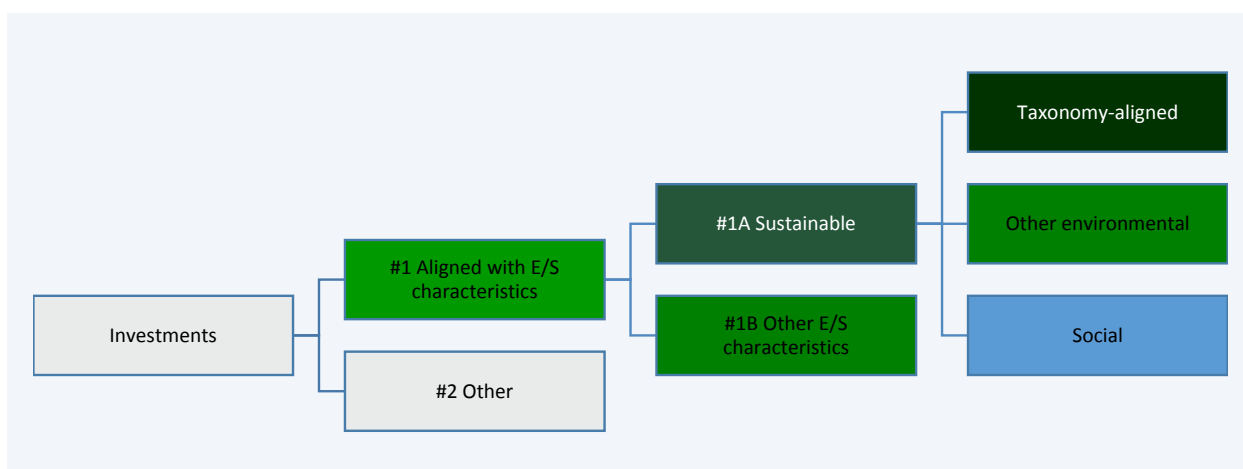 Investments
#1 Aligned with E/S
characteristics
#2 Other
#1A Sustainable
#1B Other E/S
characteristics
Taxonomy-aligned
Other environmental
Social